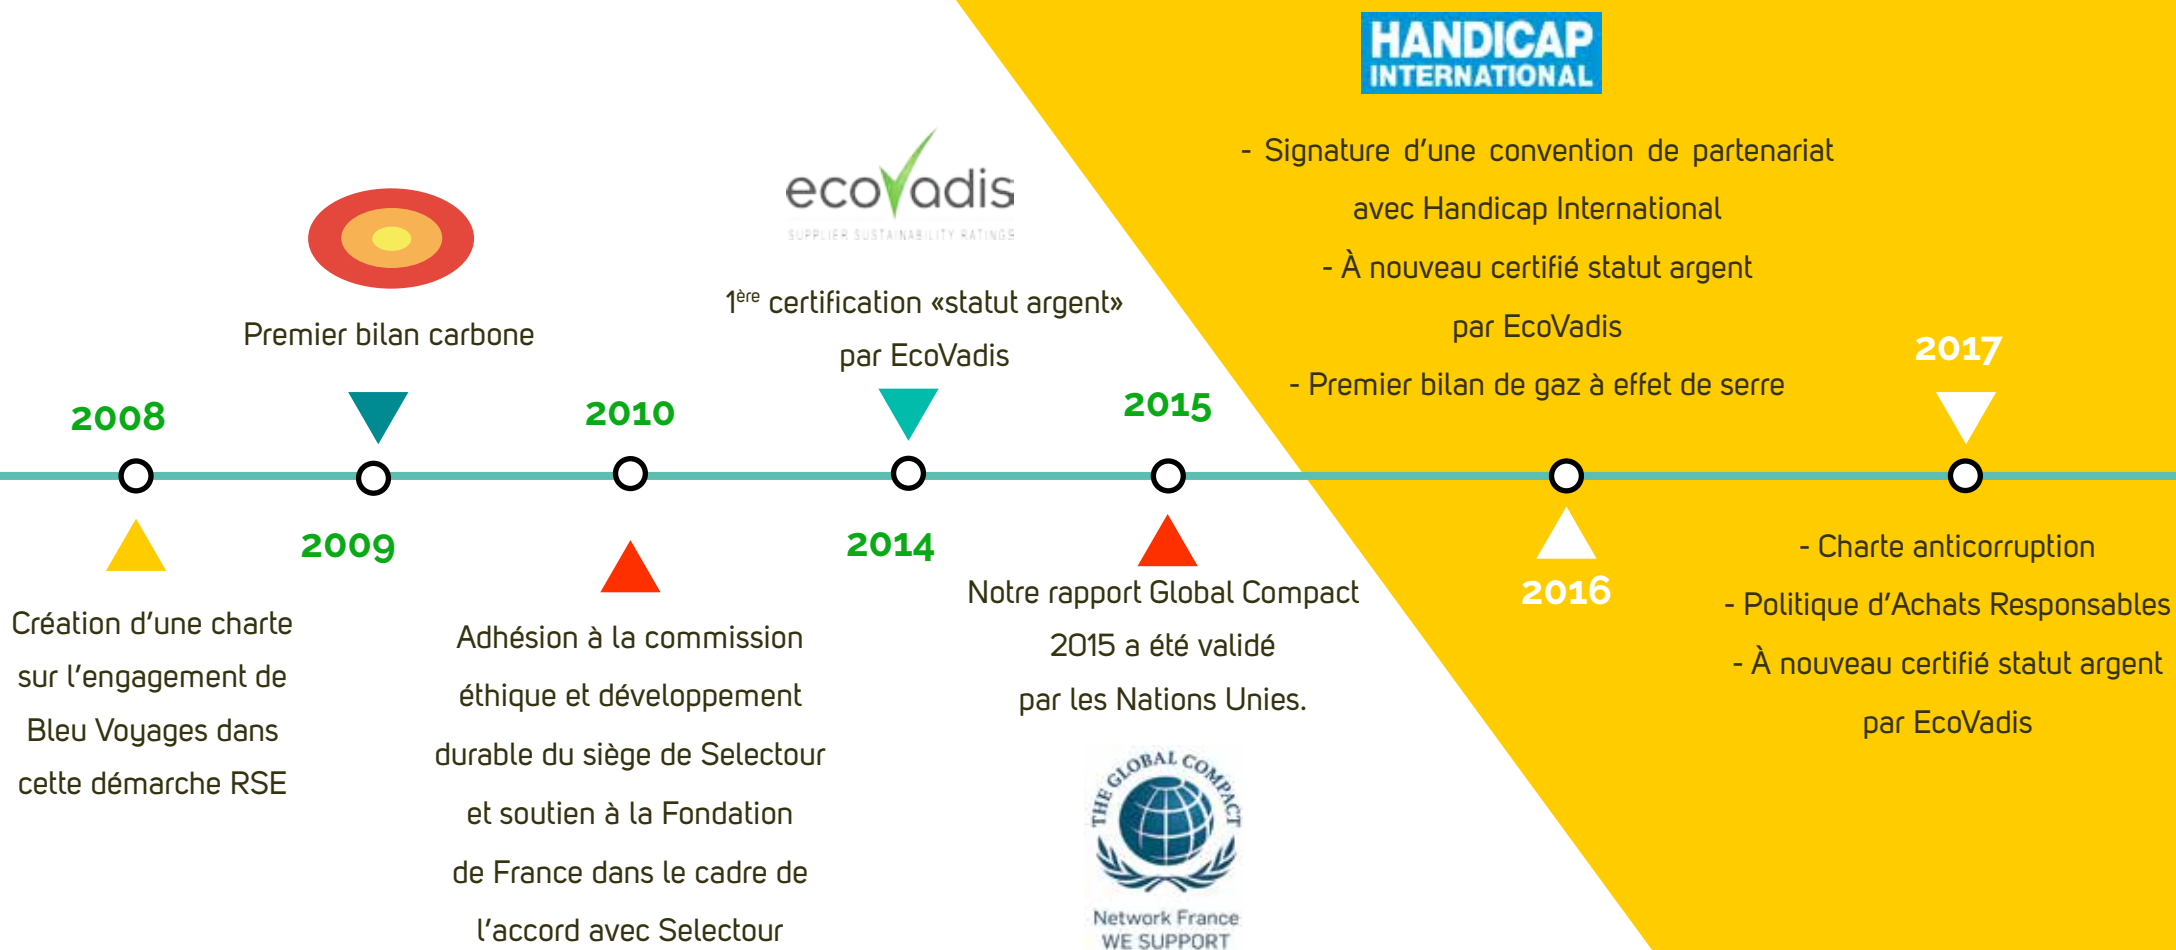 HANDICAP
INTERNATIONAL
ecoVadis
SUPPLIER SUSTAINABILITY RATINGS
2008
Création d’une charte
sur l’engagement de
Bleu Voyages dans
cette démarche RSE
Premier bilan carbone
2009
2010
Adhésion à la commission
éthique et développement
durable du siège de Selectour
et soutien à la Fondation
de France dans le cadre de
l’accord avec Selectour
1ère certification «statut argent»
par EcoVadis
2014
2015
Notre rapport Global Compact
2015 a été validé
par les Nations Unies.
THE GLOBAL COMPACT
Network France
WE SUPPORT
- Signature d’une convention de partenariat
avec Handicap International
- À nouveau certifié statut argent
par EcoVadis
- Premier bilan de gaz à effet de serre
2016
2017
- Charte anticorruption
- Politique d’Achats Responsables
- À nouveau certifié statut argent
par EcoVadis